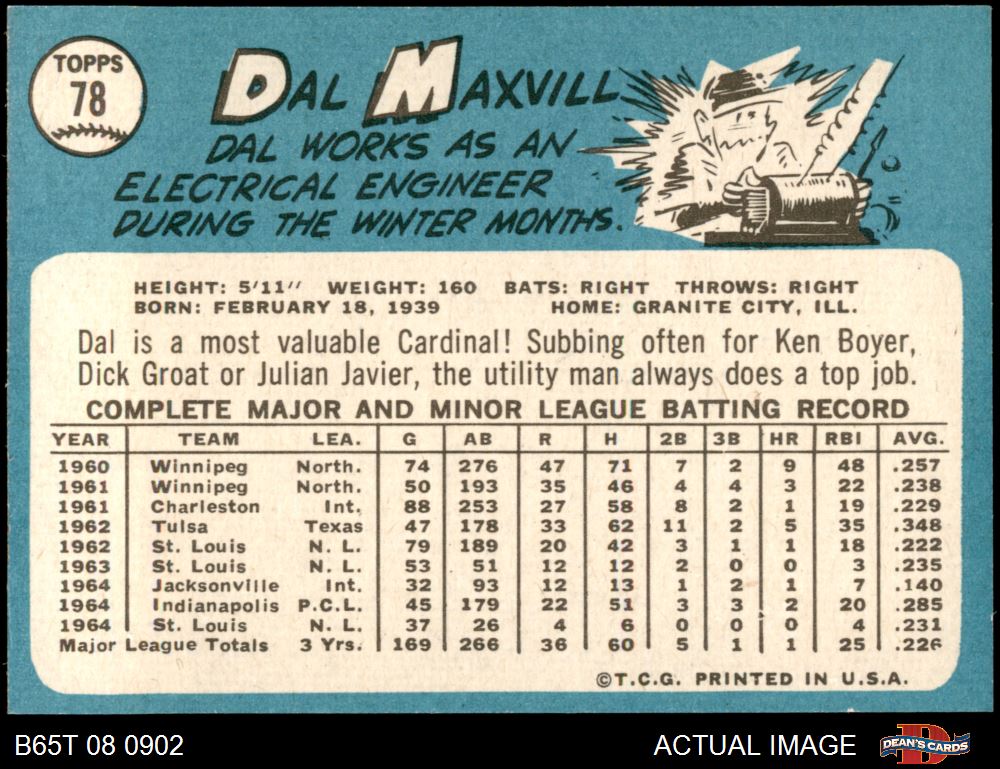 TOPPS
78
DAL MAXVILL
DAL WORKS AS AN
ELECTRICAL ENGINEER
DURING THE WINTER MONTHS.
HEIGHT: 5'11" WEIGHT: 160 BATS: RIGHT THROWS: RIGHT
BORN: FEBRUARY 18, 1939 HOME: GRANITE CITY, ILL.
Dal is a most valuable Cardinal! Subbing often for Ken Boyer,
Dick Groat or Julian Javier, the utility man always does a top job.
COMPLETE MAJOR AND MINOR LEAGUE BATTING RECORD
YEAR TEAM LEA. G AB R H 2B 3B HR RBI AVG.
1960 Winnipeg North. 74 276 47 71 7 2 9 48 .257
1961 Winnipeg North. 50 193 35 46 4 4 3 22 .238
1961 Charleston Int. 88 253 27 58 8 2 1 19 .229
1962 Tulsa Texas 47 178 33 62 11 2 5 35 .348
1962 St. Louis N. L. 79 189 20 42 3 1 1 18 .222
1963 St. Louis N. L. 53 51 12 12 2 0 0 3 .235
1964 Jacksonville Int. 32 93 12 13 1 2 1 7 .140
1964 Indianapolis P.C.L. 45 179 22 51 3 3 2 20 .285
1964 St. Louis N. L. 37 26 4 6 0 0 0 4 .231
Major League Totals 3 Yrs. 169 266 36 60 5 1 1 25 .226
©T.C.G. PRINTED IN U.S.A.
B65T 08 0902 ACTUAL IMAGE DEAN'S CARDS